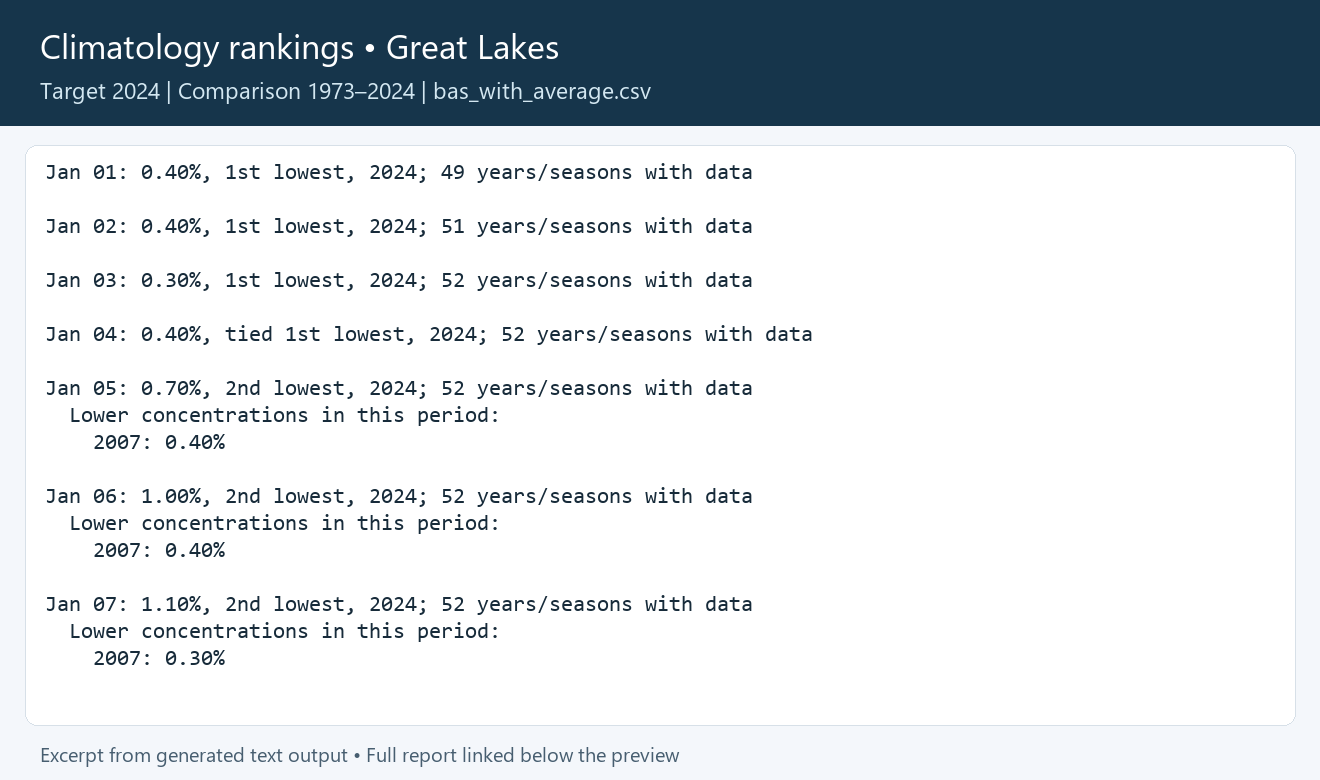 Climatology rankings • Great Lakes
Target 2024 | Comparison 1973–2024 | bas_with_average.csv
Jan 01: 0.40%, 1st lowest, 2024; 49 years/seasons with data
Jan 02: 0.40%, 1st lowest, 2024; 51 years/seasons with data
Jan 03: 0.30%, 1st lowest, 2024; 52 years/seasons with data
Jan 04: 0.40%, tied 1st lowest, 2024; 52 years/seasons with data
Jan 05: 0.70%, 2nd lowest, 2024; 52 years/seasons with data
Lower concentrations in this period:
2007: 0.40%
Jan 06: 1.00%, 2nd lowest, 2024; 52 years/seasons with data
Lower concentrations in this period:
2007: 0.40%
Jan 07: 1.10%, 2nd lowest, 2024; 52 years/seasons with data
Lower concentrations in this period:
2007: 0.30%
Excerpt from generated text output • Full report linked below the preview